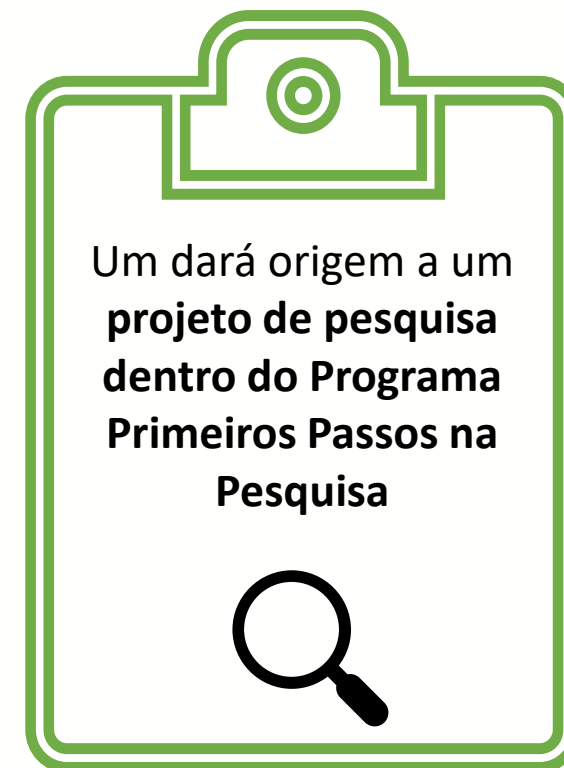 Um dará origem a um
projeto de pesquisa
dentro do Programa
Primeiros Passos na
Pesquisa